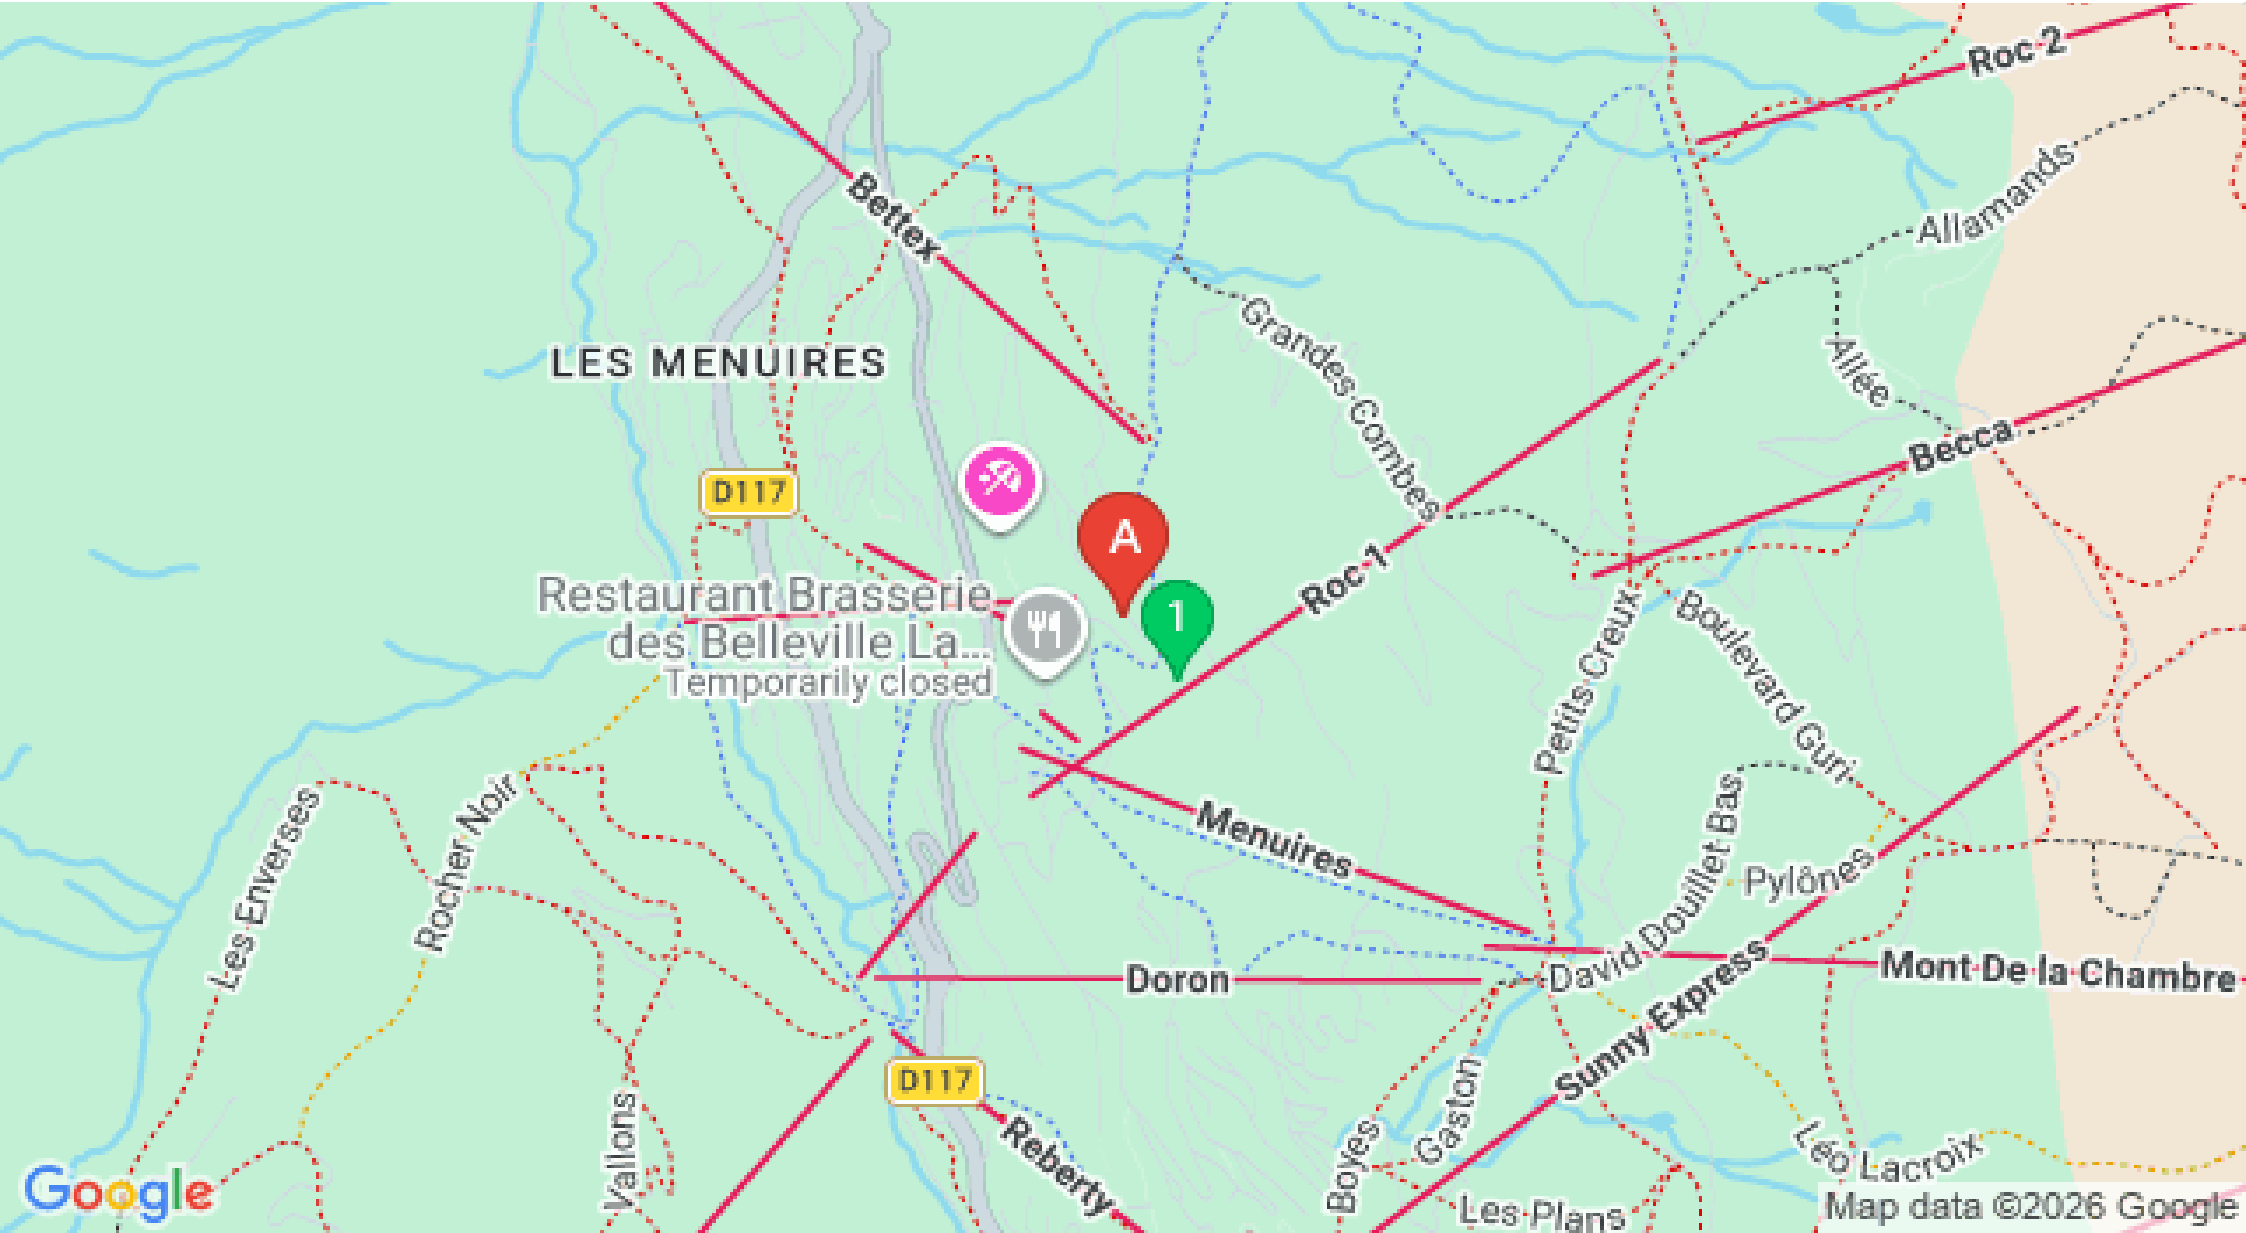 Roc 2
Allamands
Bettex
Grandes Combes
LES MENUIRES
Allée
Becca
D117
A
1
Roc 1
Restaurant Brasserie
des Belleville La...
Temporarily closed
Petits Creux
Boulevard Guri
Les Enverses
Rocher Noir
Menuires
David Douillet Bas
Pylônes
Doron
Mont De la Chambre
Sunny Express
D117
Reberty
Vallons
Boyes
Gaston
Léo Lacroix
Les Plans
Google
Map data ©2026 Google